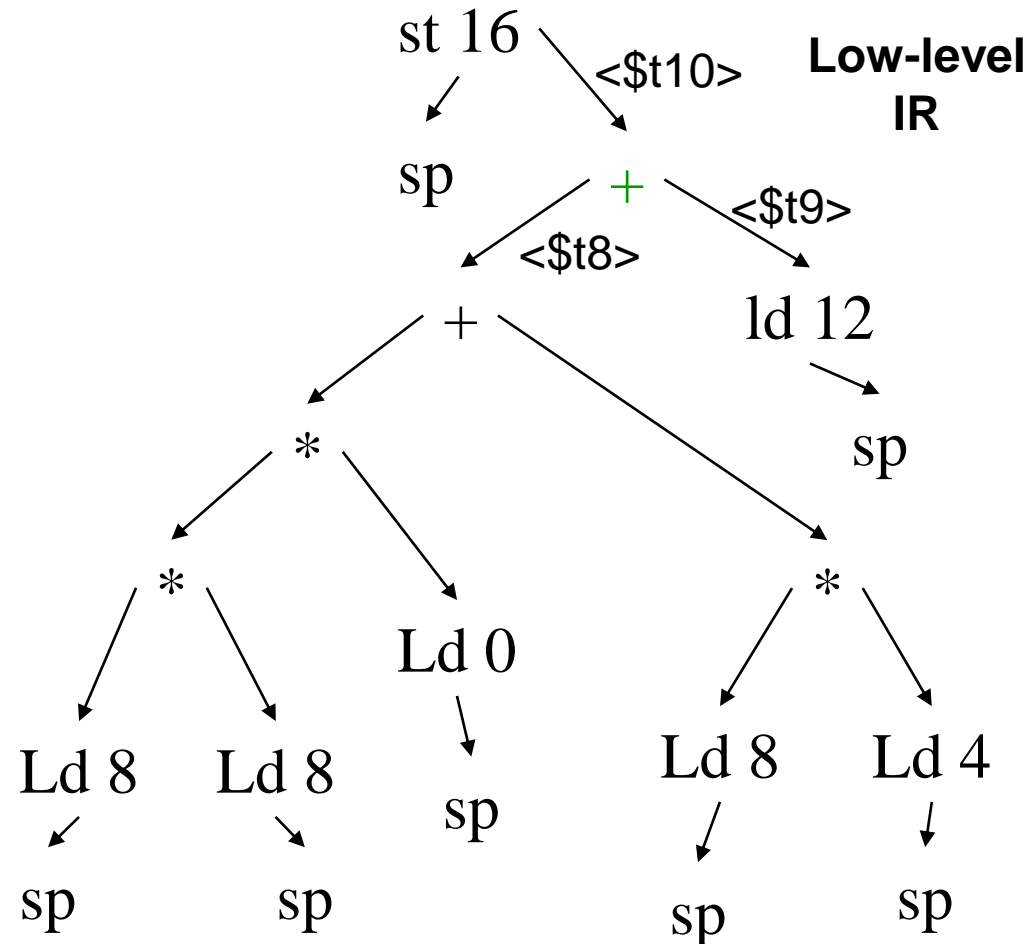 st 16
<$t10>
Low-level
IR
sp
+
<$t9>
<$t8>
+
ld 12
*
sp
*
*
Ld 0
Ld 8
Ld 8
Ld 8
Ld 4
sp
sp
sp
sp
sp